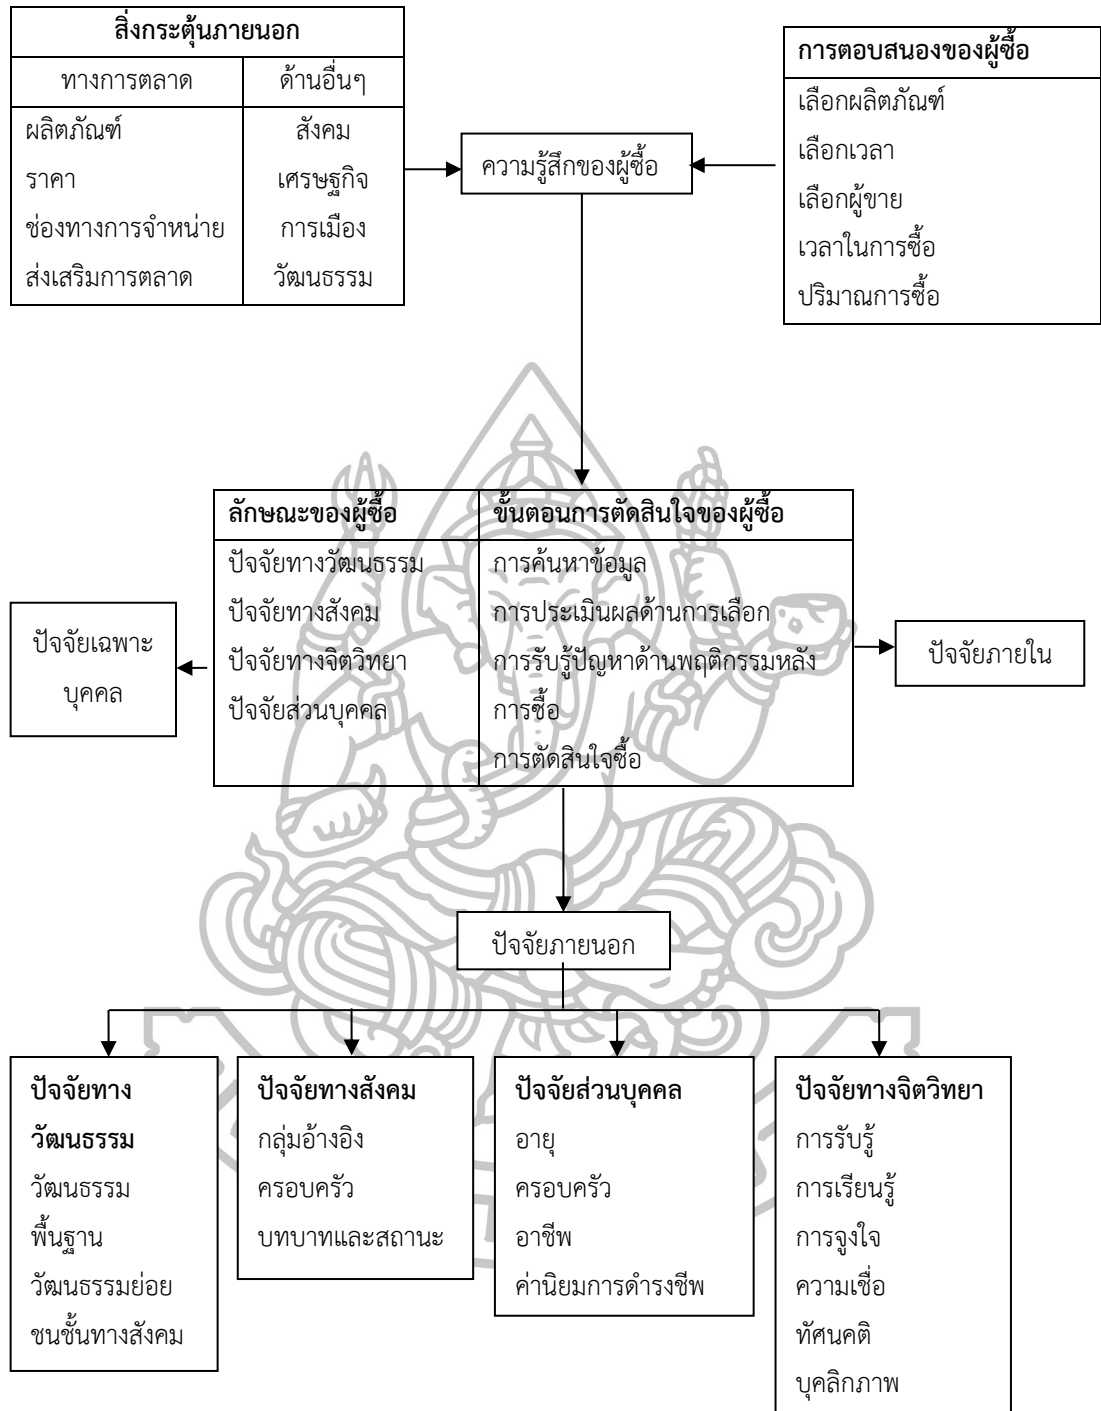 สิ่งกระตุ้นภายนอก
ทางการตลาด
ด้านอื่นๆ
ผลิตภัณฑ์
ราคา
ช่องทางการจำหน่าย
ส่งเสริมการตลาด
สังคม
เศรษฐกิจ
การเมือง
วัฒนธรรม
ความรู้สึกของผู้ซื้อ
การตอบสนองของผู้ซื้อ
เลือกผลิตภัณฑ์
เลือกเวลา
เลือกผู้ขาย
เวลาในการซื้อ
ปริมาณการซื้อ
ลักษณะของผู้ซื้อ
ปัจจัยทางวัฒนธรรม
ปัจจัยทางสังคม
ปัจจัยทางจิตวิทยา
ปัจจัยส่วนบุคคล
ขั้นตอนการตัดสินใจของผู้ซื้อ
การค้นหาข้อมูล
การประเมินผลด้านการเลือก
การรับรู้ปัญหาด้านพฤติกรรมหลัง
การซื้อ
การตัดสินใจซื้อ
ปัจจัยเฉพาะ
บุคคล
ปัจจัยภายใน
ปัจจัยภายนอก
ปัจจัยทาง
วัฒนธรรม
วัฒนธรรม
พื้นฐาน
วัฒนธรรมย่อย
ชนชั้นทางสังคม
ปัจจัยทางสังคม
กลุ่มอ้างอิง
ครอบครัว
บทบาทและสถานะ
ปัจจัยส่วนบุคคล
อายุ
ครอบครัว
อาชีพ
ค่านิยมการดำรงชีพ
ปัจจัยทางจิตวิทยา
การรับรู้
การเรียนรู้
การจูงใจ
ความเชื่อ
ทัศนคติ
บุคลิกภาพ